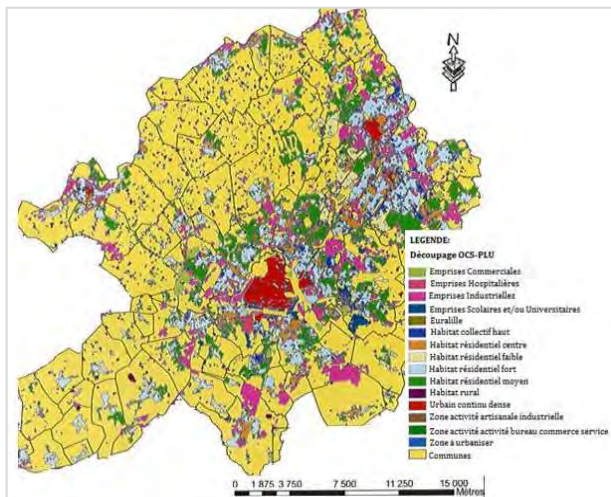 N
LEGENDE:
Découpage OCS-PLU
Emprises Commerciales
Emprises Hospitalières
Emprises Industrielles
Emprises Scolaires et/ou Universitaires
Euralille
Habitat collectif haut
Habitat résidentiel centre
Habitat résidentiel faible
Habitat résidentiel fort
Habitat résidentiel moyen
Habitat rural
Urbain continu dense
Zone activité artisanale industrielle
Zone activité activité bureau commerce service
Zone à urbaniser
Communes
0 1 875 3 750 7 500 11 250 15 000
Mètres